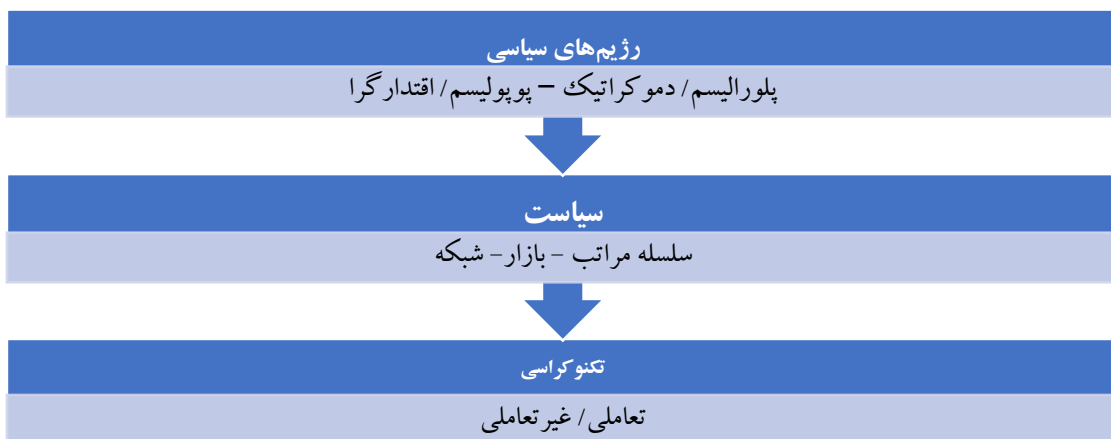 رژیم‌های سیاسی
پلورالیسم/ دموکراتیک – پوپولیسم/ اقتدارگرا
سیاست
سلسله مراتب – بازار- شبکه
تکنوکراسی
تعاملی/ غیرتعاملی